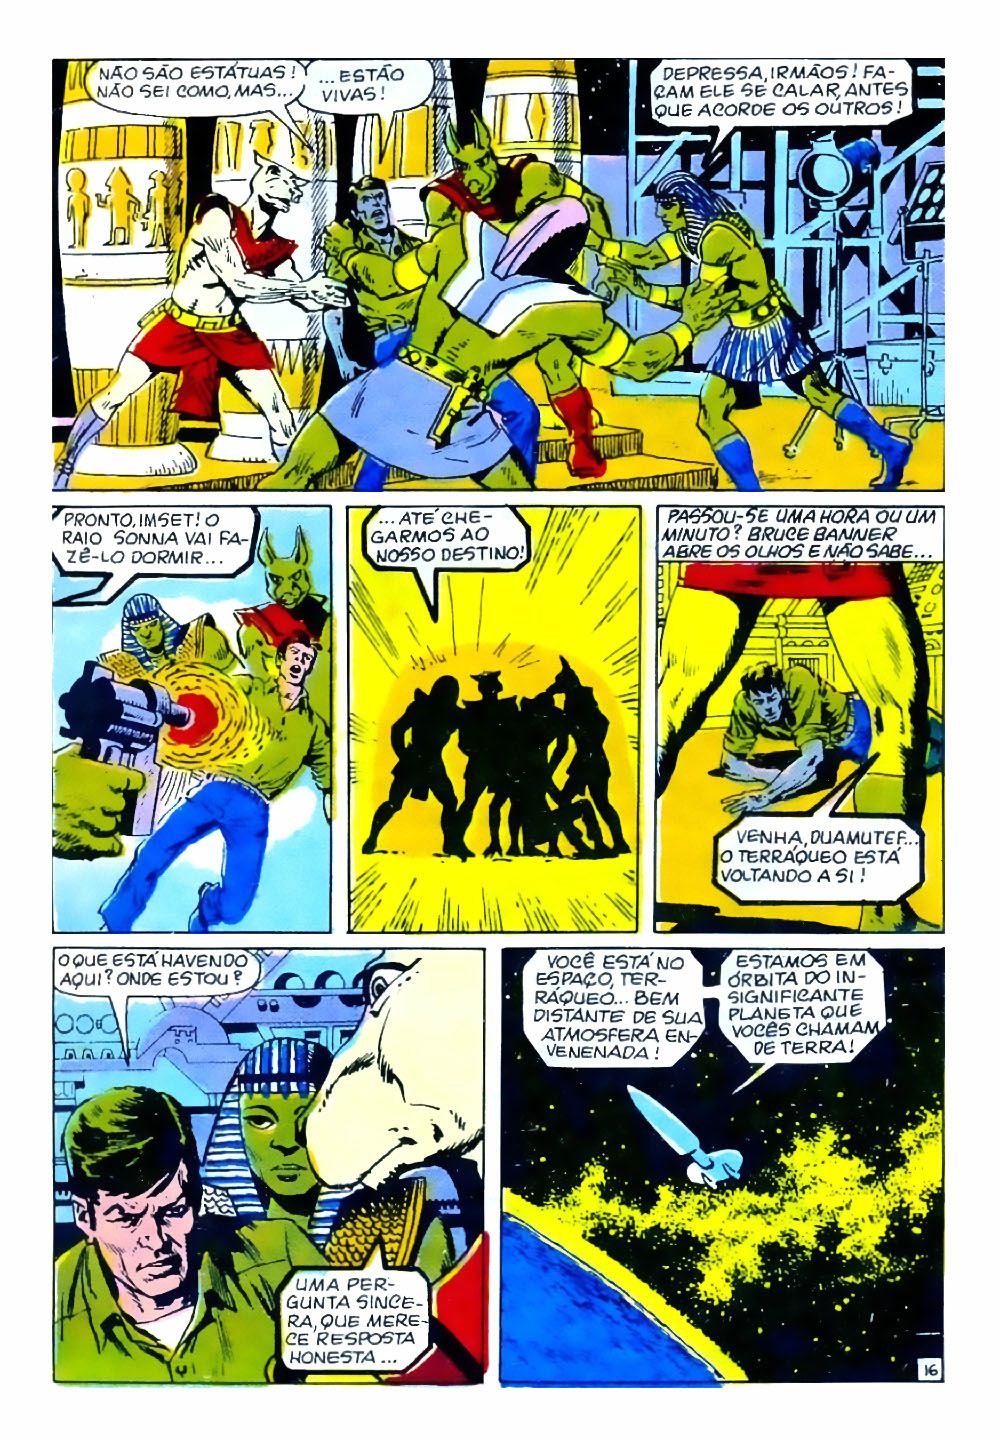 NÃO SÃO ESTÁTUAS!
NÃO SEI COMO, MAS...
... ESTÃO
VIVAS!
DEPRESSA, IRMÃOS! FA-
ÇAM ELE SE CALAR, ANTES
QUE ACORDE OS OUTROS!
PRONTO, IMSET! O
RAIO SONNA VAI FA-
ZÊ-LO DORMIR...
... ATÉ CHE-
GARMOS AO
NOSSO DESTINO!
PASSOU-SE UMA HORA OU UM
MINUTO? BRUCE BANNER
ABRE OS OLHOS E NÃO SABE...
VENHA, DUAMUTEF...
O TERRÁQUEO ESTÁ
VOLTANDO A SI!
O QUE ESTÁ HAVENDO
AQUI? ONDE ESTOU?
UMA PER-
GUNTA SINCE-
RA, QUE MERE-
CE RESPOSTA
HONESTA...
VOCÊ ESTÁ NO
ESPAÇO, TER-
RÁQUEO... BEM
DISTANTE DE SUA
ATMOSFERA EN-
VENENADA!
ESTAMOS EM
ÓRBITA DO IN-
SIGNIFICANTE
PLANETA QUE
VOCÊS CHAMAM
DE TERRA!
16